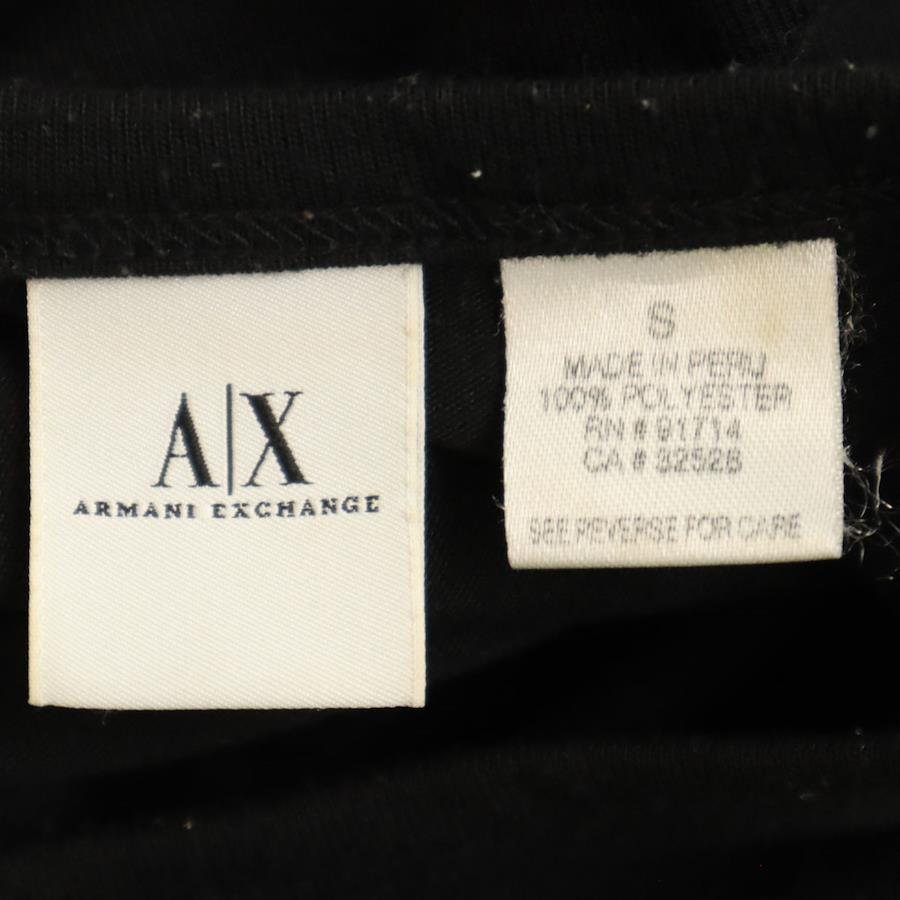 A|X
ARMANI EXCHANGE
S
MADE IN PERU
100% POLYESTER
RN # 91714
CA # 32528
SEE REVERSE FOR CARE